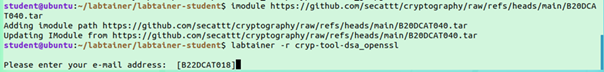 student@ubuntu:~/labtainer/labtainer-student$ imodule https://github.com/secattt/cryptography/raw/refs/heads/main/B20DCA
T040.tar
Adding imodule path https://github.com/secattt/cryptography/raw/refs/heads/main/B20DCAT040.tar
Updating IModule from https://github.com/secattt/cryptography/raw/refs/heads/main/B20DCAT040.tar
student@ubuntu:~/labtainer/labtainer-student$ labtainer -r cryp-tool-dsa_openssl
Please enter your e-mail address: [B22DCAT018]